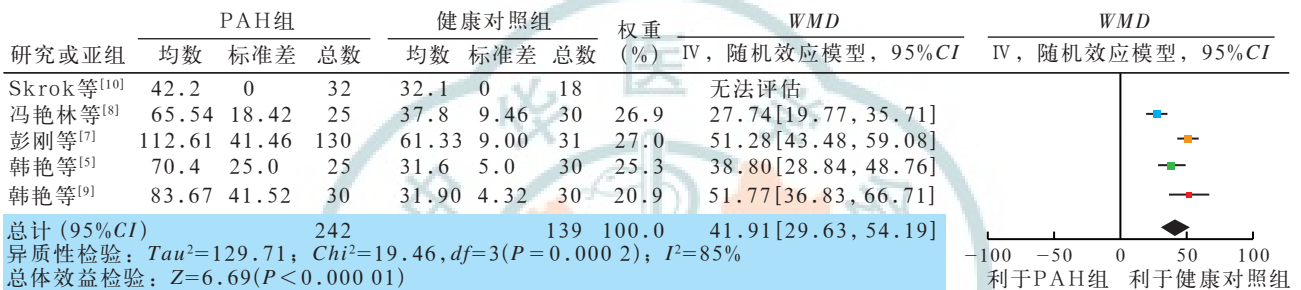 PAH组 健康对照组 权重 WMD WMD
研究或亚组 均数 标准差 总数 均数 标准差 总数 (%) Ⅳ, 随机效应模型, 95%CI Ⅳ, 随机效应模型, 95%CI
Skrok等[10] 42.2 0 32 32.1 0 18 无法评估
冯艳林等[8] 65.54 18.42 25 37.8 9.46 30 26.9 27.74[19.77, 35.71]
彭刚等[7] 112.61 41.46 130 61.33 9.00 31 27.0 51.28[43.48, 59.08]
韩艳等[5] 70.4 25.0 25 31.6 5.0 30 25.3 38.80[28.84, 48.76]
韩艳等[9] 83.67 41.52 30 31.90 4.32 30 20.9 51.77[36.83, 66.71]
总计(95%CI) 242 139 100.0 41.91[29.63, 54.19]
异质性检验: Tau²=129.71; Chi²=19.46, df=3(P=0.000 2); I²=85%
总体效益检验: Z=6.69(P<0.000 01)
-100 -50 0 50 100
利于PAH组 利于健康对照组